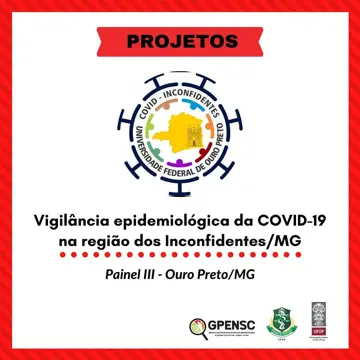 PROJETOS
COVID - INCONFIDENTES
UNIVERSIDADE FEDERAL DE OURO PRETO
Vigilância epidemiológica da COVID-19
na região dos Inconfidentes/MG
Painel III - Ouro Preto/MG
GPENSC
UFOP